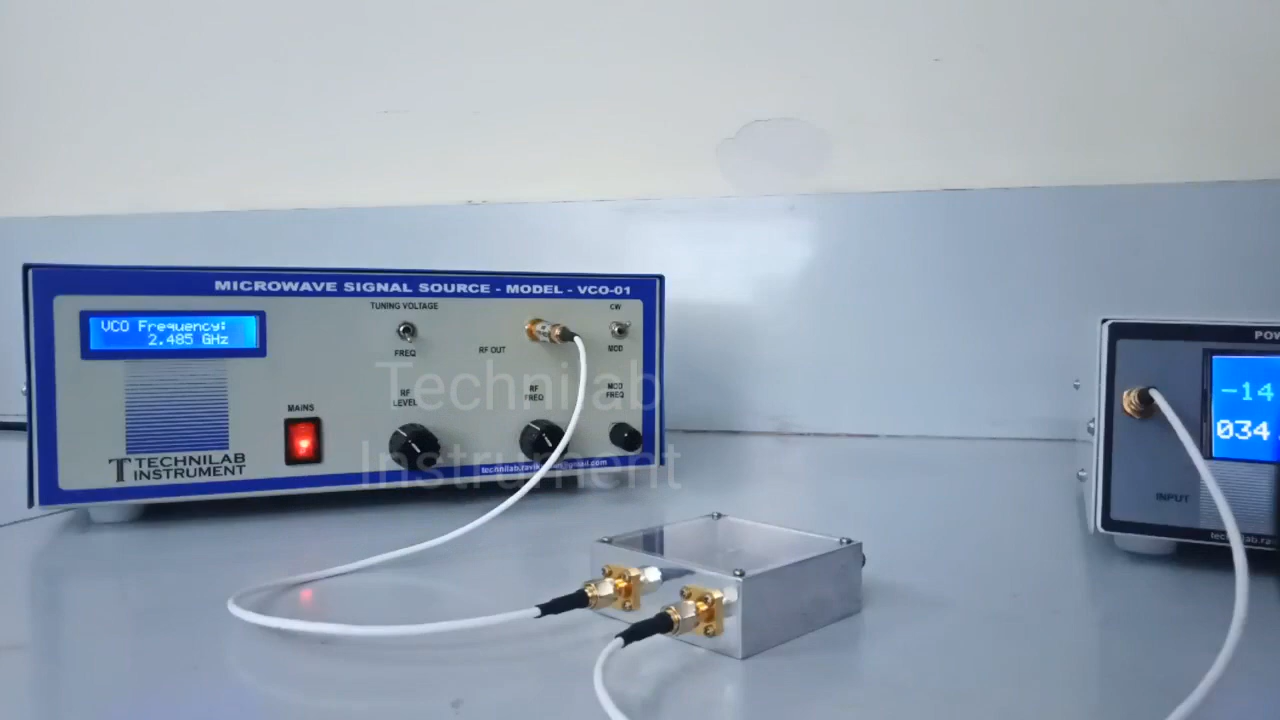 MICROWAVE SIGNAL SOURCE - MODEL - VCO-01
VCO Frequency:
2.485 GHz
TUNING VOLTAGE
FREQ
RF OUT
CW
MOD
RF
LEVEL
RF
FREQ
MOD
FREQ
MAINS
TECHNILAB
INSTRUMENT
Technilab
Instrument
POW
-14
034
INPUT